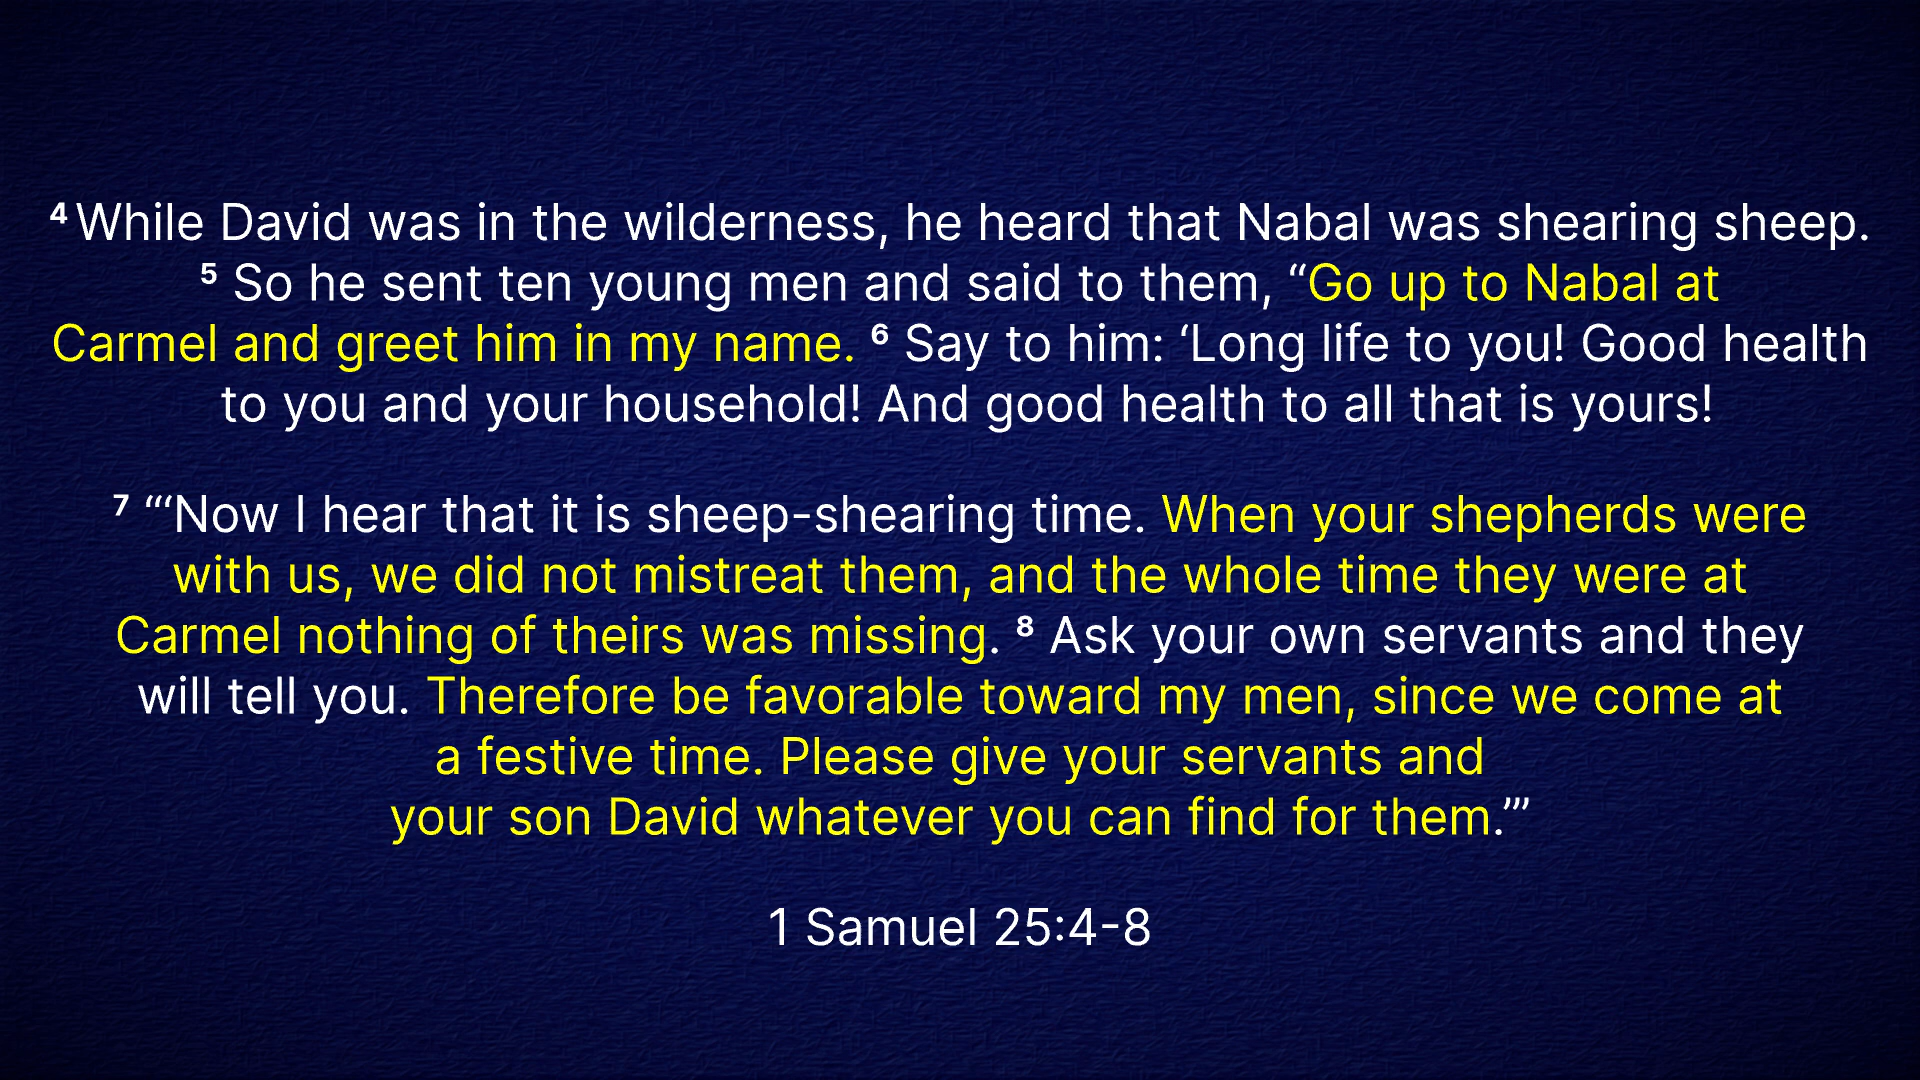 ⁴ While David was in the wilderness, he heard that Nabal was shearing sheep.
⁵ So he sent ten young men and said to them, “Go up to Nabal at
Carmel and greet him in my name. ⁶ Say to him: ‘Long life to you! Good health
to you and your household! And good health to all that is yours!
⁷ “‘Now I hear that it is sheep-shearing time. When your shepherds were
with us, we did not mistreat them, and the whole time they were at
Carmel nothing of theirs was missing. ⁸ Ask your own servants and they
will tell you. Therefore be favorable toward my men, since we come at
a festive time. Please give your servants and
your son David whatever you can find for them.’”
1 Samuel 25:4-8